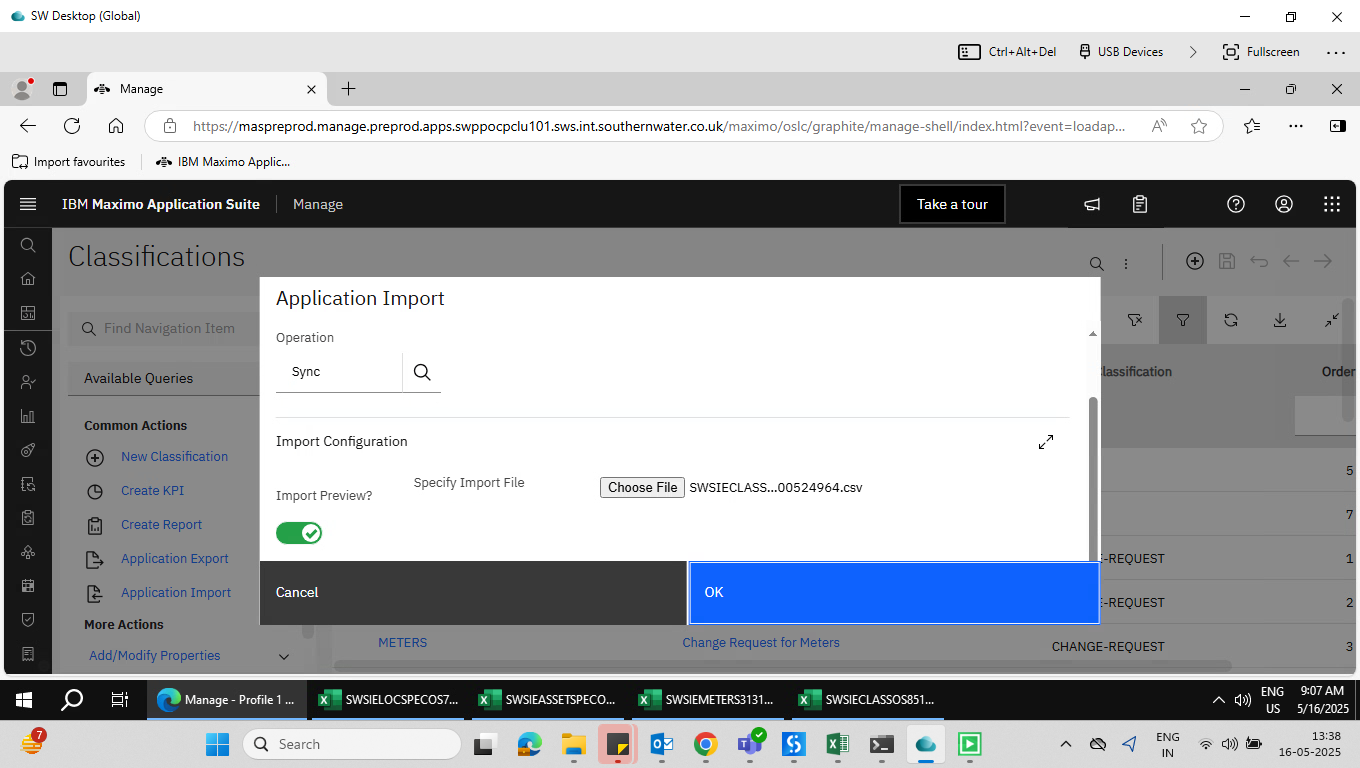 SW Desktop (Global)
Ctrl+Alt+Del
USB Devices
Fullscreen
Manage
https://maspreprod.manage.preprod.apps.swppocpclu101.sws.int.southernwater.co.uk/maximo/oslc/graphite/manage-shell/index.html?event=loadap...
Import favourites
IBM Maximo Applic...
IBM Maximo Application Suite
Manage
Take a tour
Classifications
Find Navigation Item
Available Queries
Common Actions
New Classification
Create KPI
Create Report
Application Export
Application Import
More Actions
Add/Modify Properties
Application Import
Operation
Sync
Import Configuration
Specify Import File
Choose File SWSIECLASS...00524964.csv
Import Preview?
Cancel
OK
Classification
Order
5
7
E-REQUEST 1
E-REQUEST 2
METERS Change Request for Meters CHANGE-REQUEST 3
Manage - Profile 1 ...
SWSIELOCSPECOS7...
SWSIEASSETSPECO...
SWSIEMETERS3131...
SWSIECLASSOS851...
ENG
US
9:07 AM
5/16/2025
7
Search
ENG
IN
13:38
16-05-2025